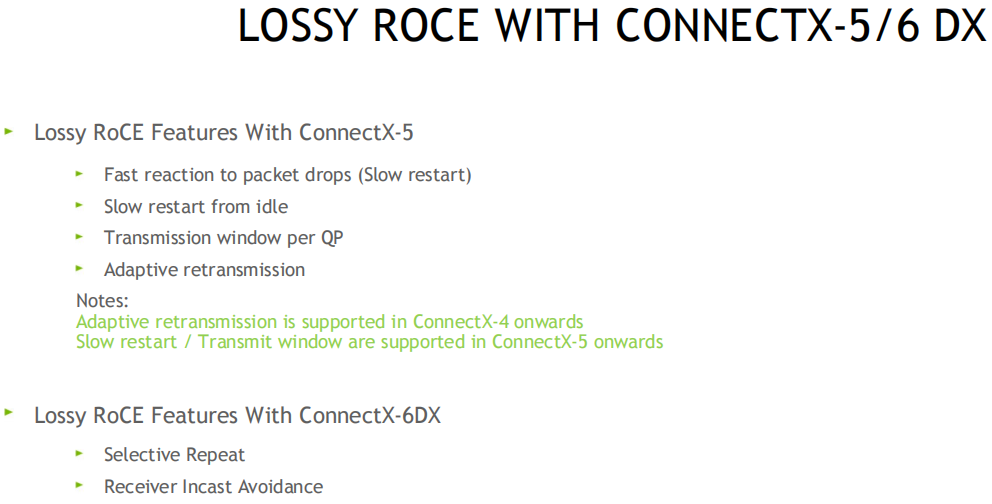 LOSSY ROCE WITH CONNECTX-5/6 DX
Lossy RoCE Features With ConnectX-5
Fast reaction to packet drops (Slow restart)
Slow restart from idle
Transmission window per QP
Adaptive retransmission
Notes:
Adaptive retransmission is supported in ConnectX-4 onwards
Slow restart / Transmit window are supported in ConnectX-5 onwards
Lossy RoCE Features With ConnectX-6DX
Selective Repeat
Receiver Incast Avoidance